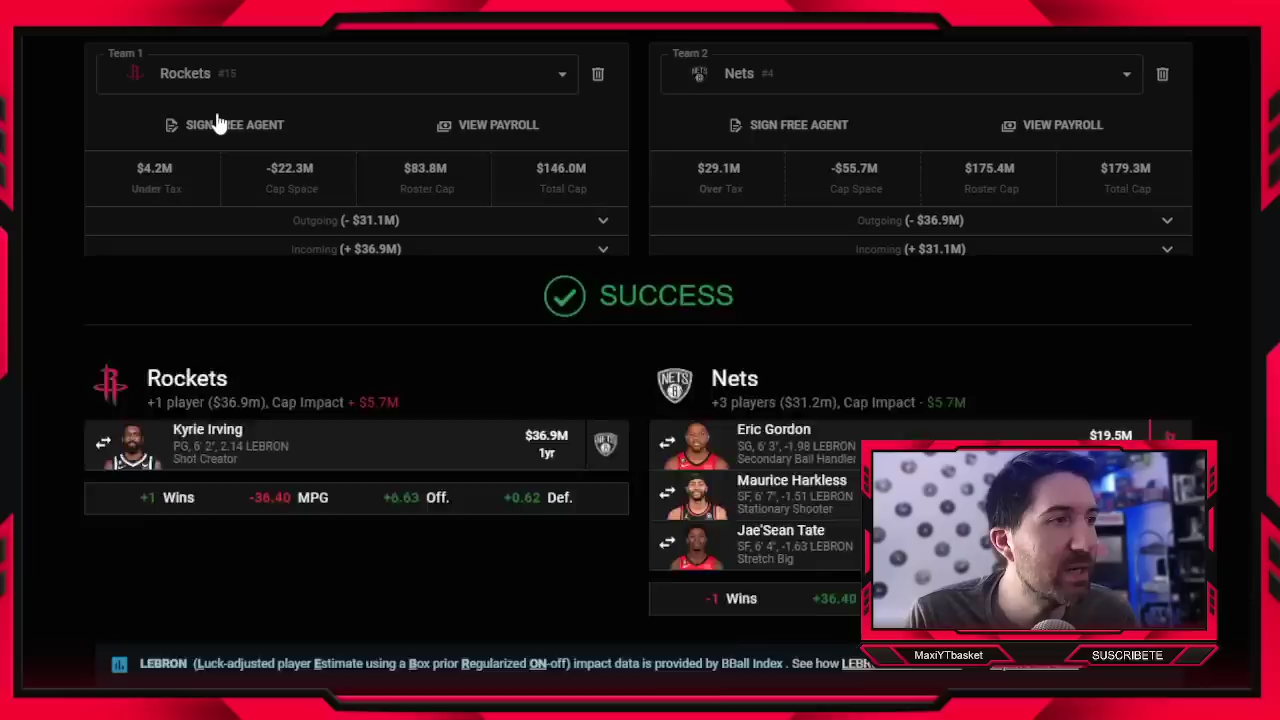 Team 1
Rockets #15
SIGN FREE AGENT
VIEW PAYROLL
$4.2M
Under Tax
-$22.3M
Cap Space
$83.8M
Roster Cap
$146.0M
Total Cap
Outgoing (- $31.1M)
Incoming (+ $36.9M)
Team 2
Nets #4
SIGN FREE AGENT
VIEW PAYROLL
$29.1M
Over Tax
-$55.7M
Cap Space
$175.4M
Roster Cap
$179.3M
Total Cap
Outgoing (- $36.9M)
Incoming (+ $31.1M)
SUCCESS
Rockets
+1 player ($36.9m), Cap Impact + $5.7M
Kyrie Irving
PG, 6' 2", 2.14 LEBRON
Shot Creator
$36.9M
1yr
NETS
+1 Wins -36.40 MPG +6.63 Off. +0.62 Def.
NETS
Nets
+3 players ($31.2m), Cap Impact - $5.7M
Eric Gordon
SG, 6' 3", -1.98 LEBRON
Secondary Ball Handler
$19.5M
Maurice Harkless
SF, 6' 7", -1.51 LEBRON
Stationary Shooter
Jae'Sean Tate
SF, 6' 4", -1.63 LEBRON
Stretch Big
-1 Wins +36.40
LEBRON (Luck-adjusted player Estimate using a Box prior Regularized ON-off) impact data is provided by BBall Index . See how
MaxiYTbasket
SUSCRIBETE